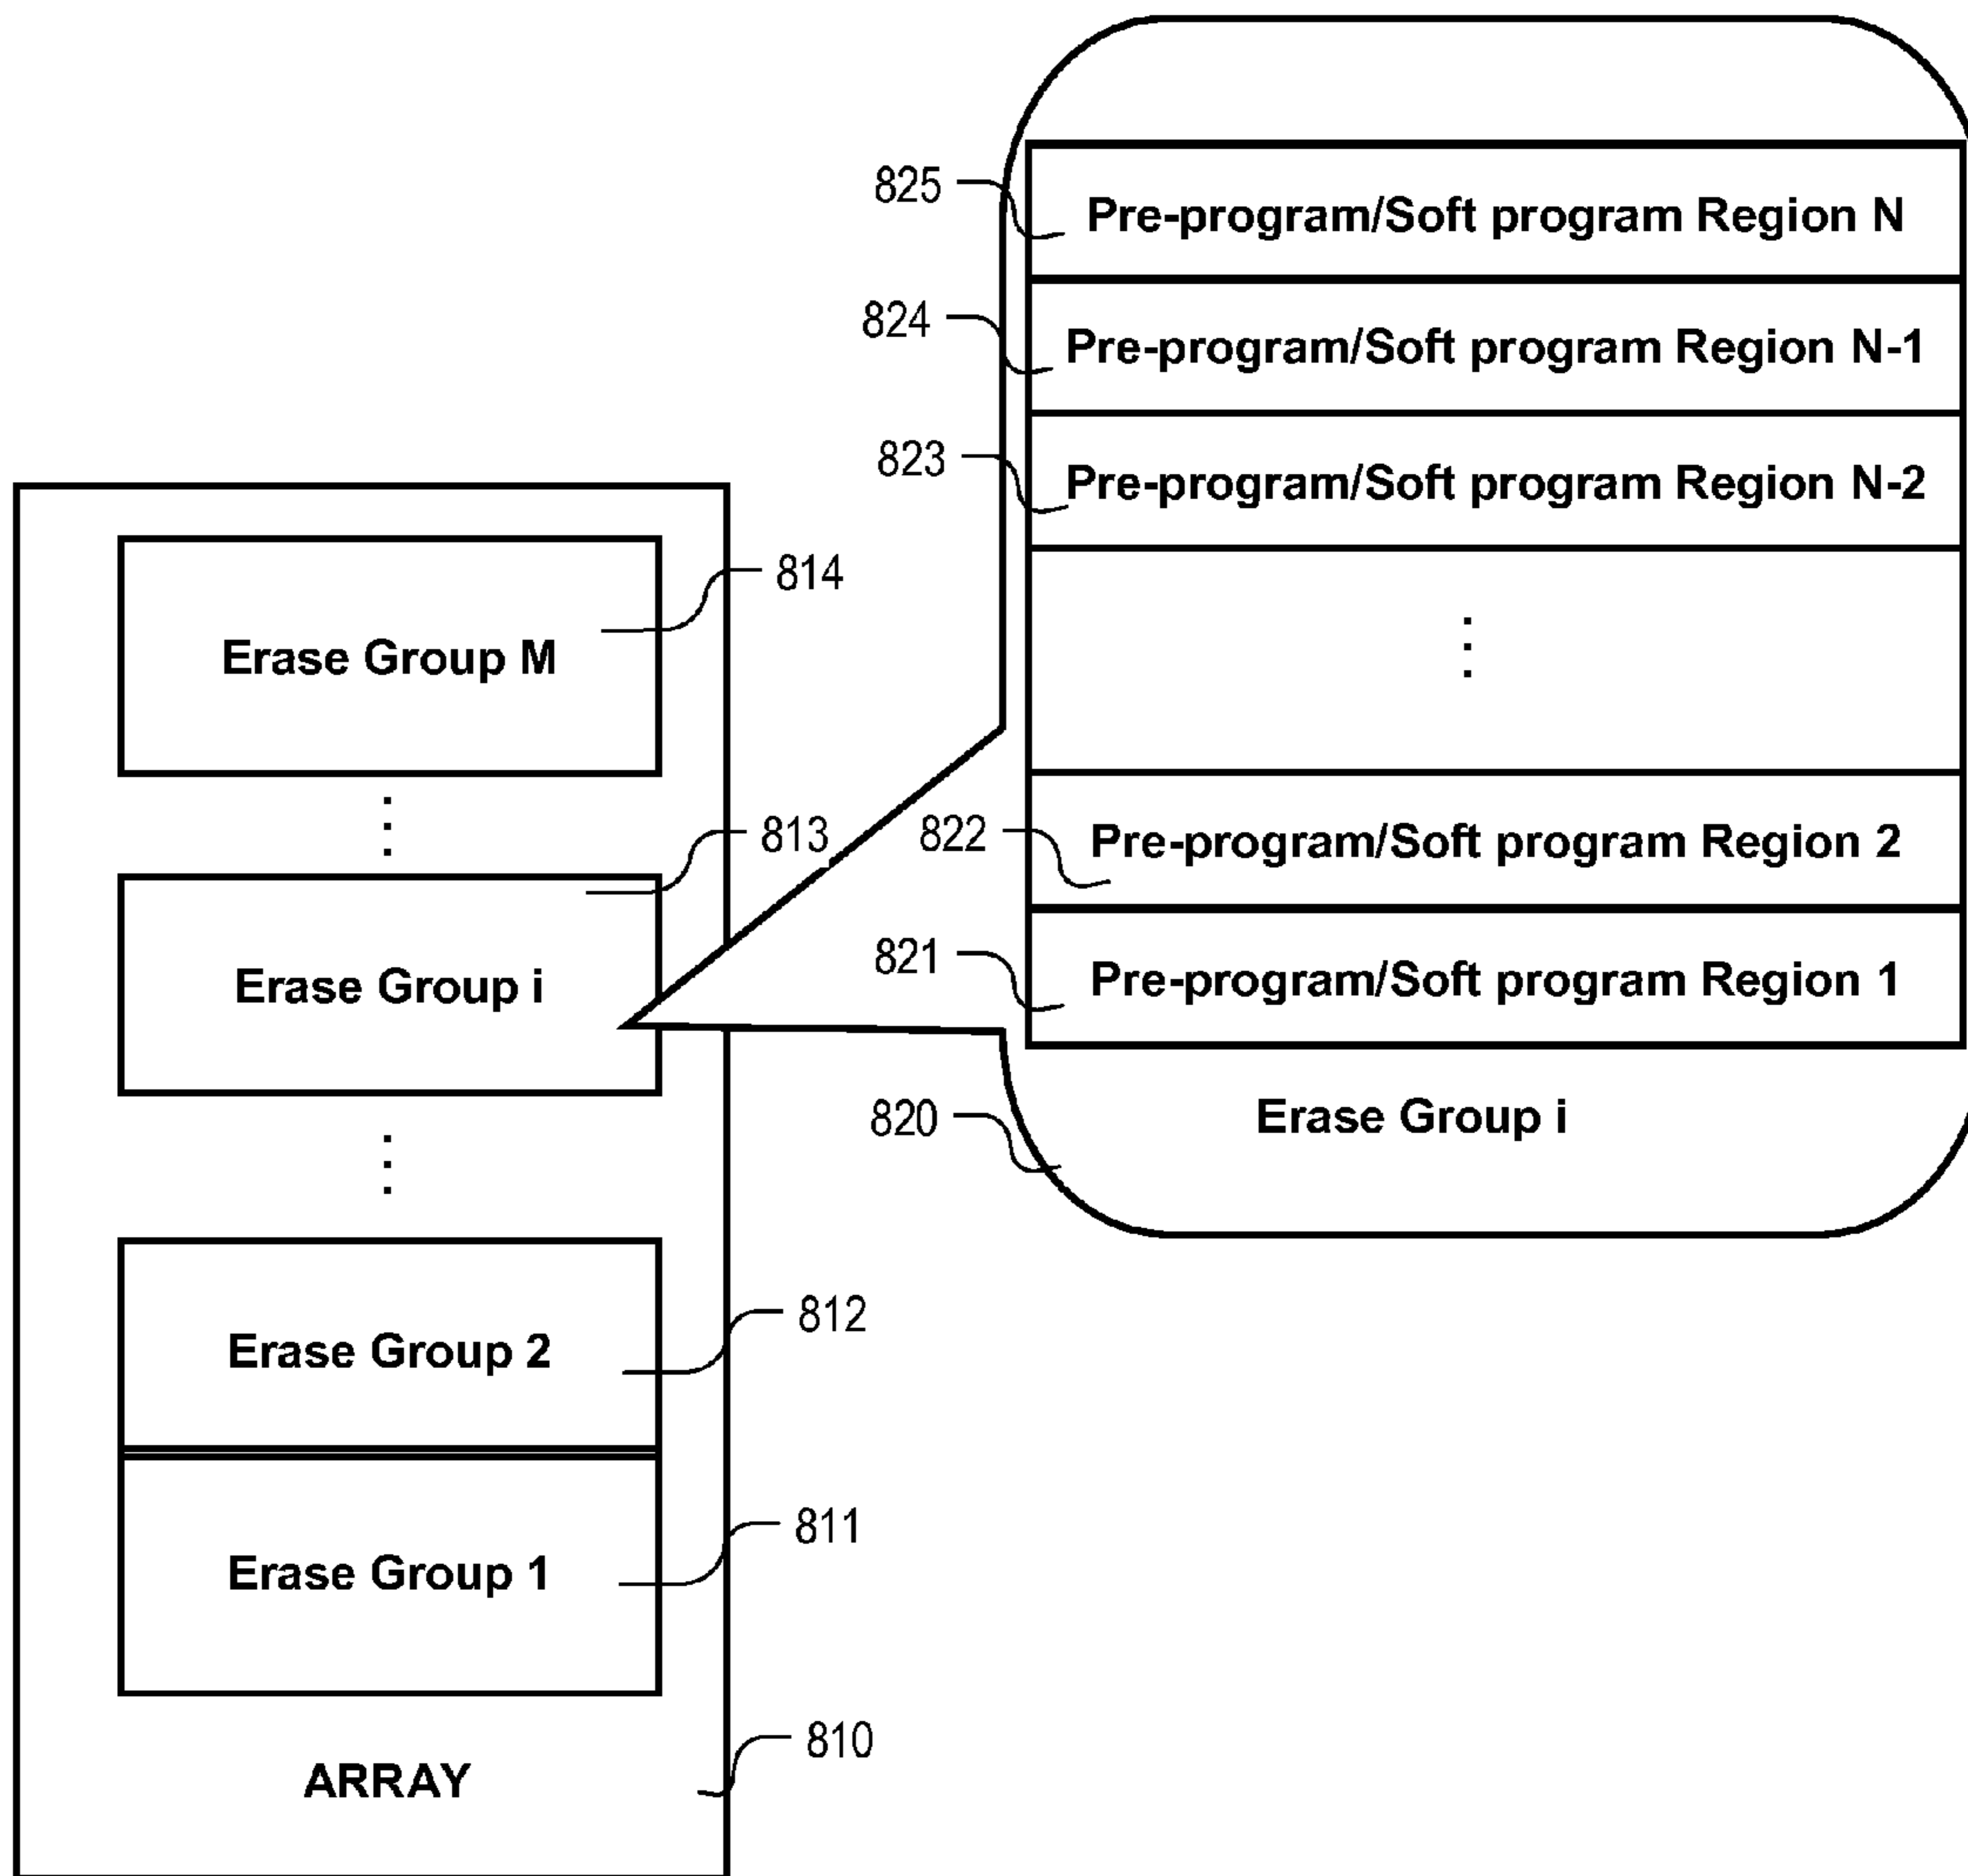 825
Pre-program/Soft program Region N
824
Pre-program/Soft program Region N-1
823
Pre-program/Soft program Region N-2
822
Pre-program/Soft program Region 2
821
Pre-program/Soft program Region 1
820
Erase Group i
814
Erase Group M
813
Erase Group i
812
Erase Group 2
811
Erase Group 1
810
ARRAY